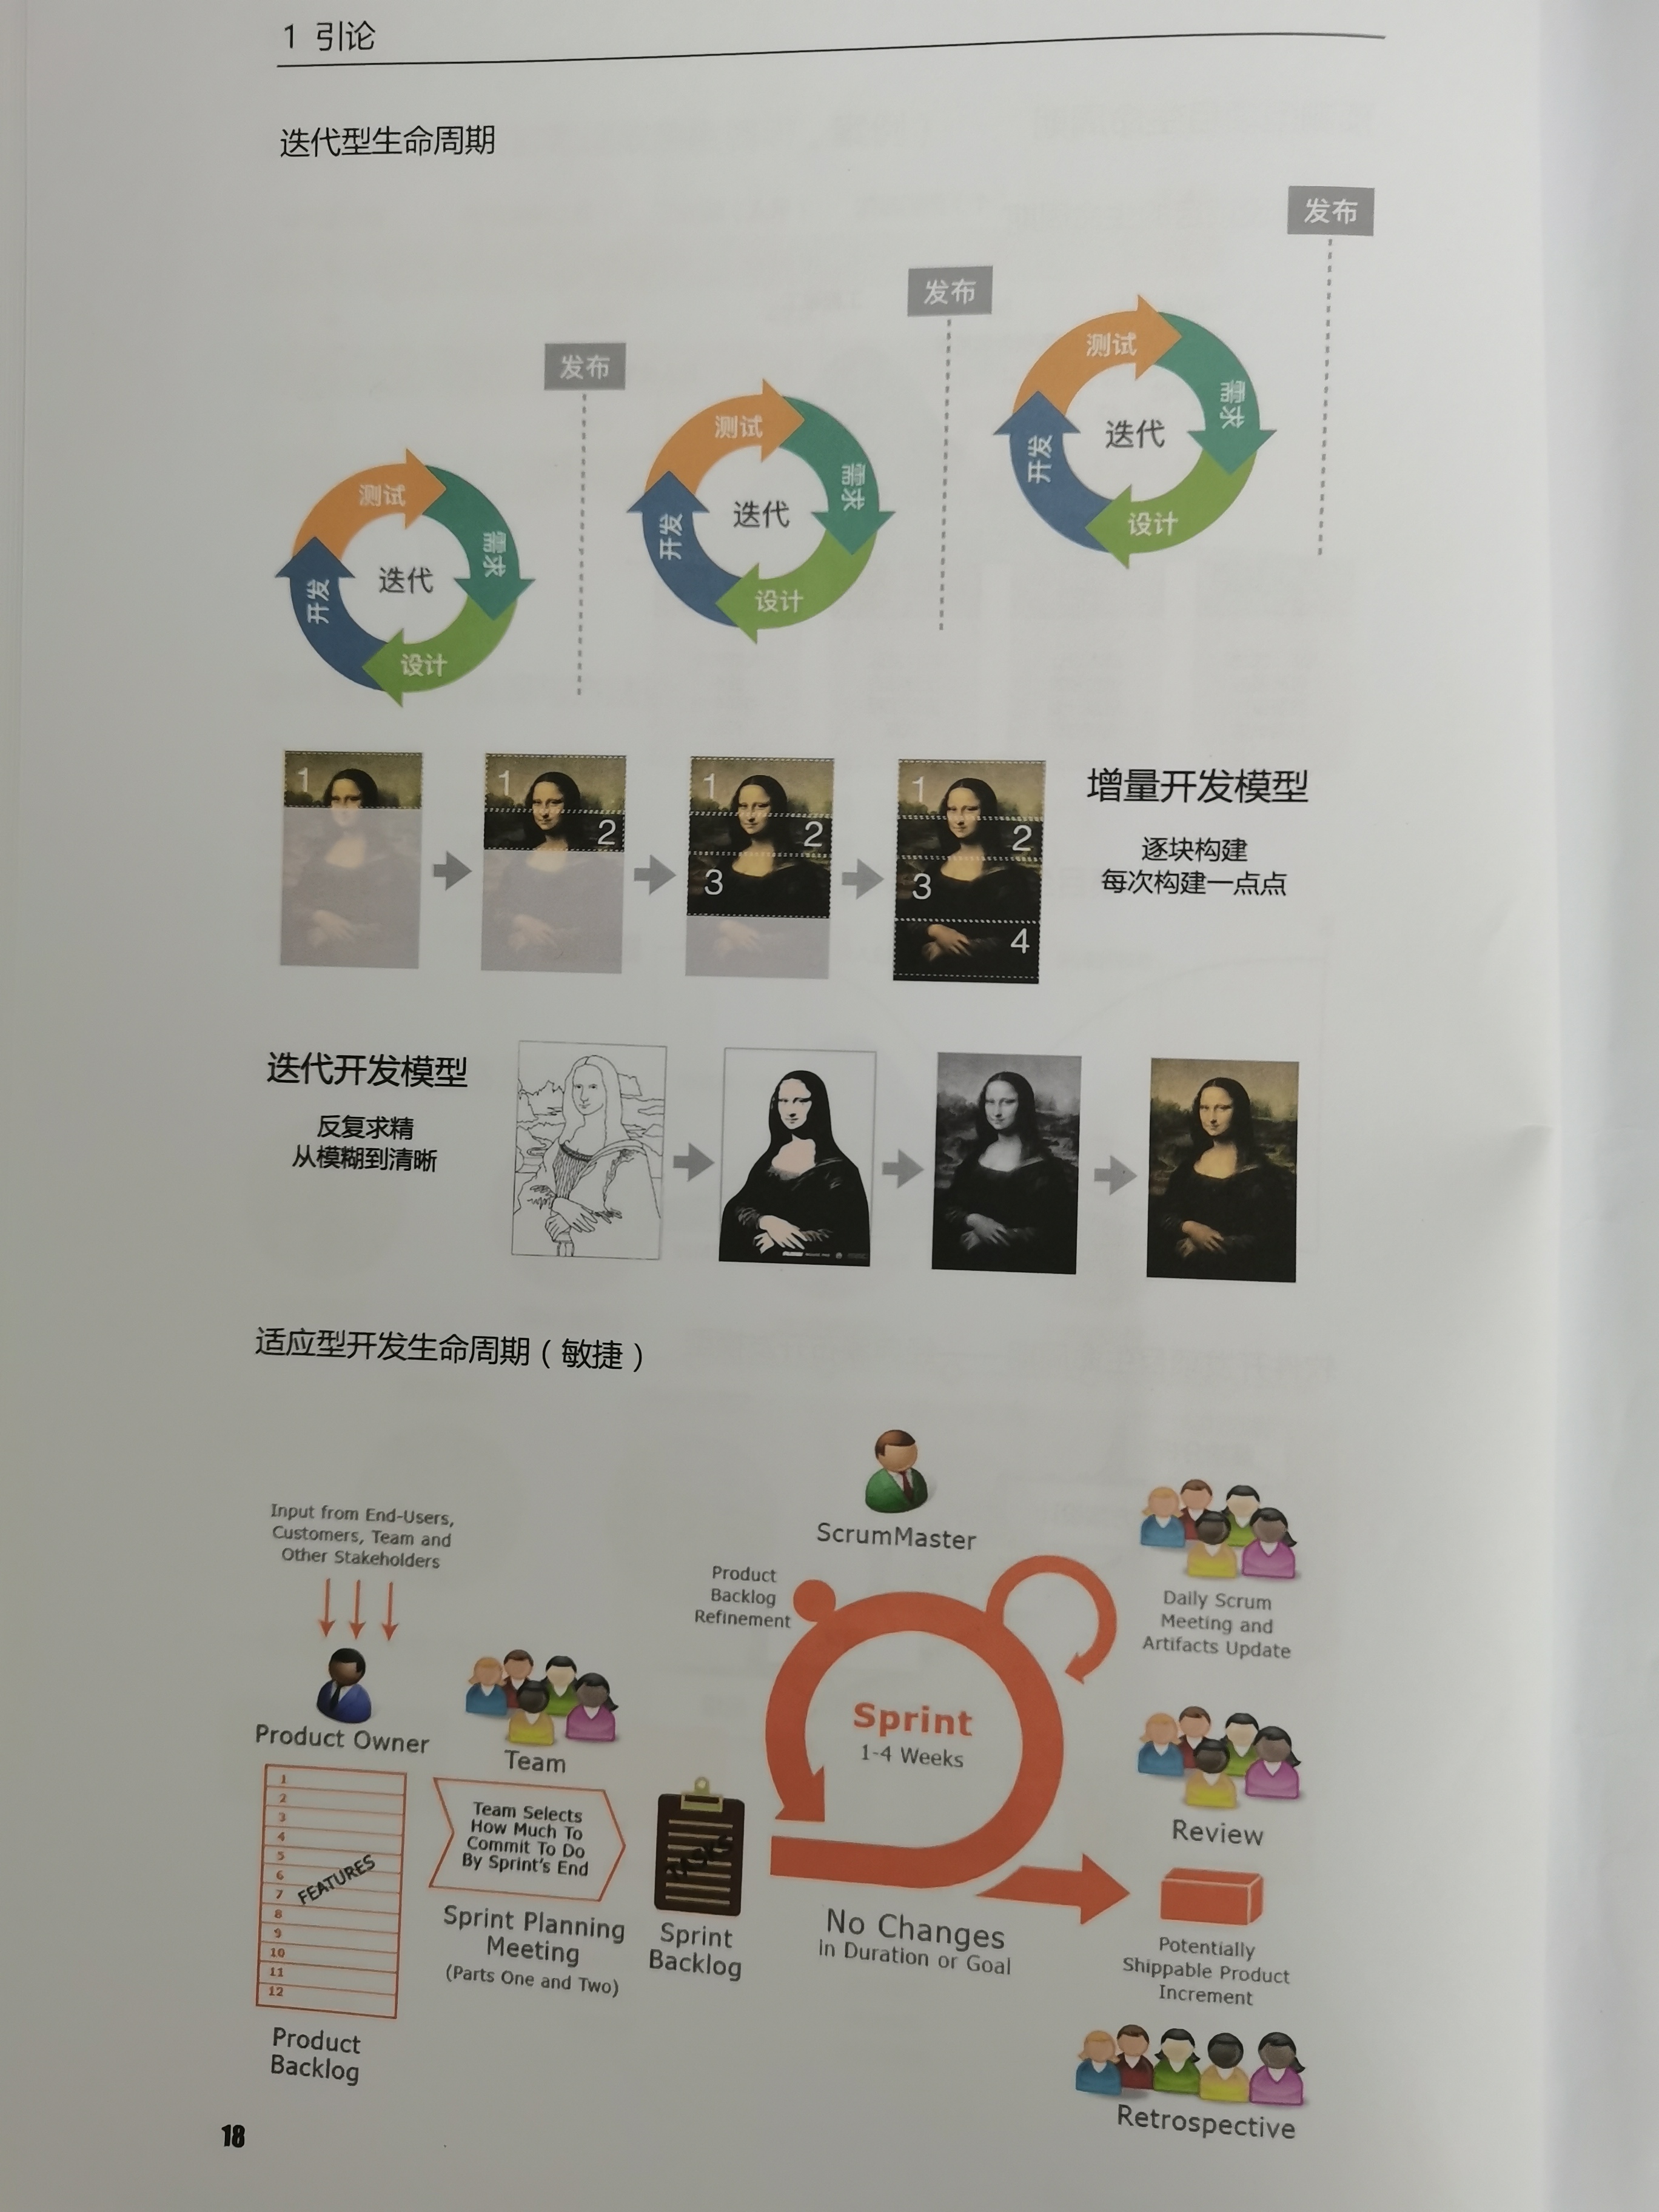 1 引论
迭代型生命周期
发布
发布
发布
测试
需求
迭代
开发
设计
测试
需求
迭代
开发
设计
测试
需求
迭代
开发
设计
1
1
2
1
2
3
1
2
3
4
增量开发模型
逐块构建
每次构建一点点
迭代开发模型
反复求精
从模糊到清晰
适应型开发生命周期（敏捷）
Input from End-Users,
Customers, Team and
Other Stakeholders
Product Owner
1
2
3
4
5
6
7
8
9
10
11
12
FEATURES
Product
Backlog
Team
Team Selects
How Much To
Commit To Do
By Sprint's End
Sprint Planning
Meeting
(Parts One and Two)
TASKS
Sprint
Backlog
ScrumMaster
Product
Backlog
Refinement
Sprint
1-4 Weeks
No Changes
in Duration or Goal
Daily Scrum
Meeting and
Artifacts Update
Review
Potentially
Shippable Product
Increment
Retrospective
18